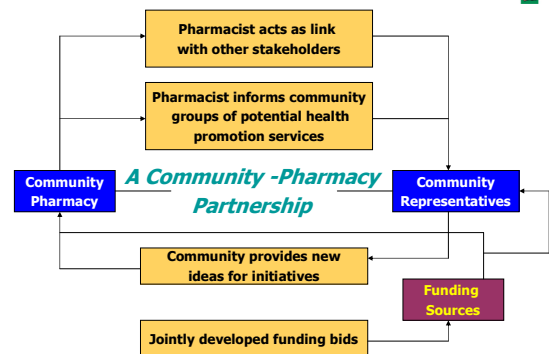 Pharmacist acts as link
with other stakeholders
Pharmacist informs community
groups of potential health
promotion services
Community
Pharmacy
A Community -Pharmacy
Partnership
Community
Representatives
Community provides new
ideas for initiatives
Funding
Sources
Jointly developed funding bids